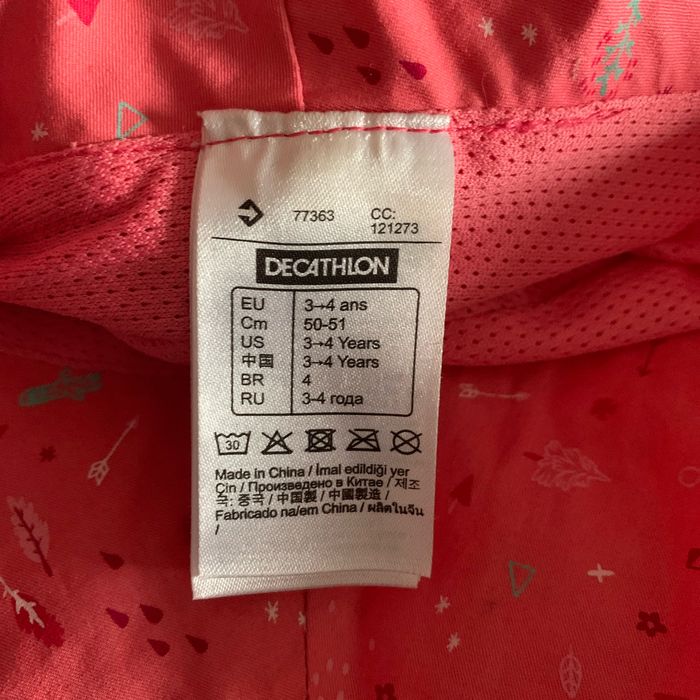 77363 CC:
121273
DECATHLON
EU 3→4 ans
Cm 50-51
US 3→4 Years
中国 3→4 Years
BR 4
RU 3-4 года
30
Made in China / İmal edildiği yer
Çin / Произведено в Китае / 제조
국: 중국 / 中国製 / 中國製造 /
Fabricado na/em China / ผลิตในจีน
/